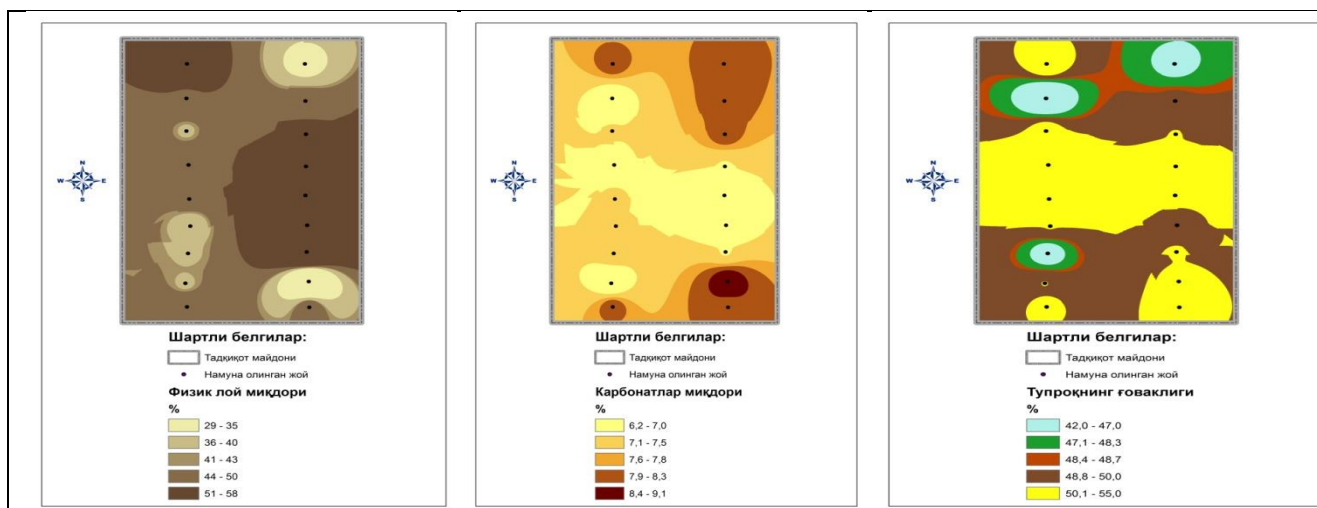 N
W E
S
Шартли белгилар:
Тадқиқот майдони
Намуна олинган жой
Физик лой миқдори
%
29 - 35
36 - 40
41 - 43
44 - 50
51 - 58
N
W E
S
Шартли белгилар:
Тадқиқот майдони
Намуна олинган жой
Карбонатлар миқдори
%
6,2 - 7,0
7,1 - 7,5
7,6 - 7,8
7,9 - 8,3
8,4 - 9,1
N
W E
S
Шартли белгилар:
Тадқиқот майдони
Намуна олинган жой
Тупроқнинг ғоваклиги
%
42,0 - 47,0
47,1 - 48,3
48,4 - 48,7
48,8 - 50,0
50,1 - 55,0